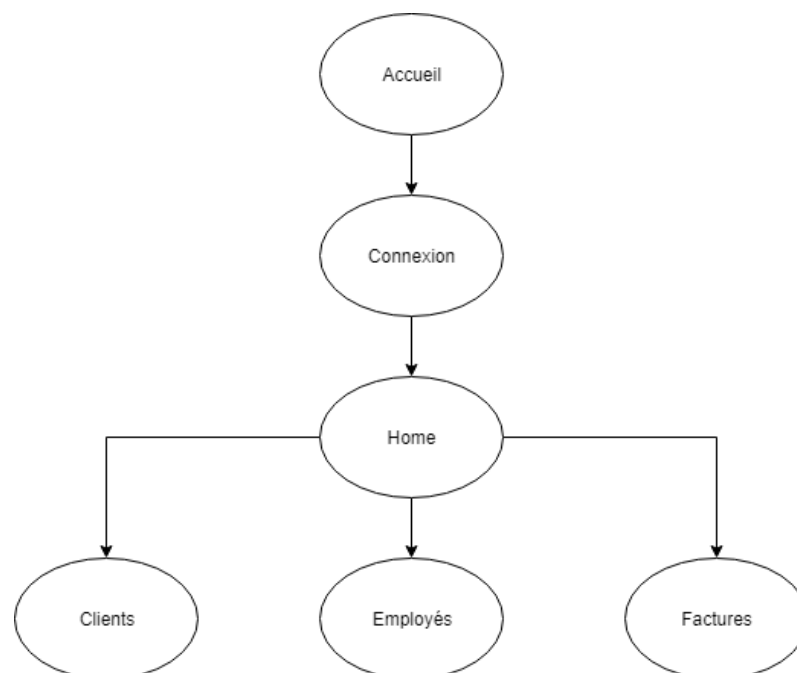 Accueil
Connexion
Home
Clients
Employés
Factures